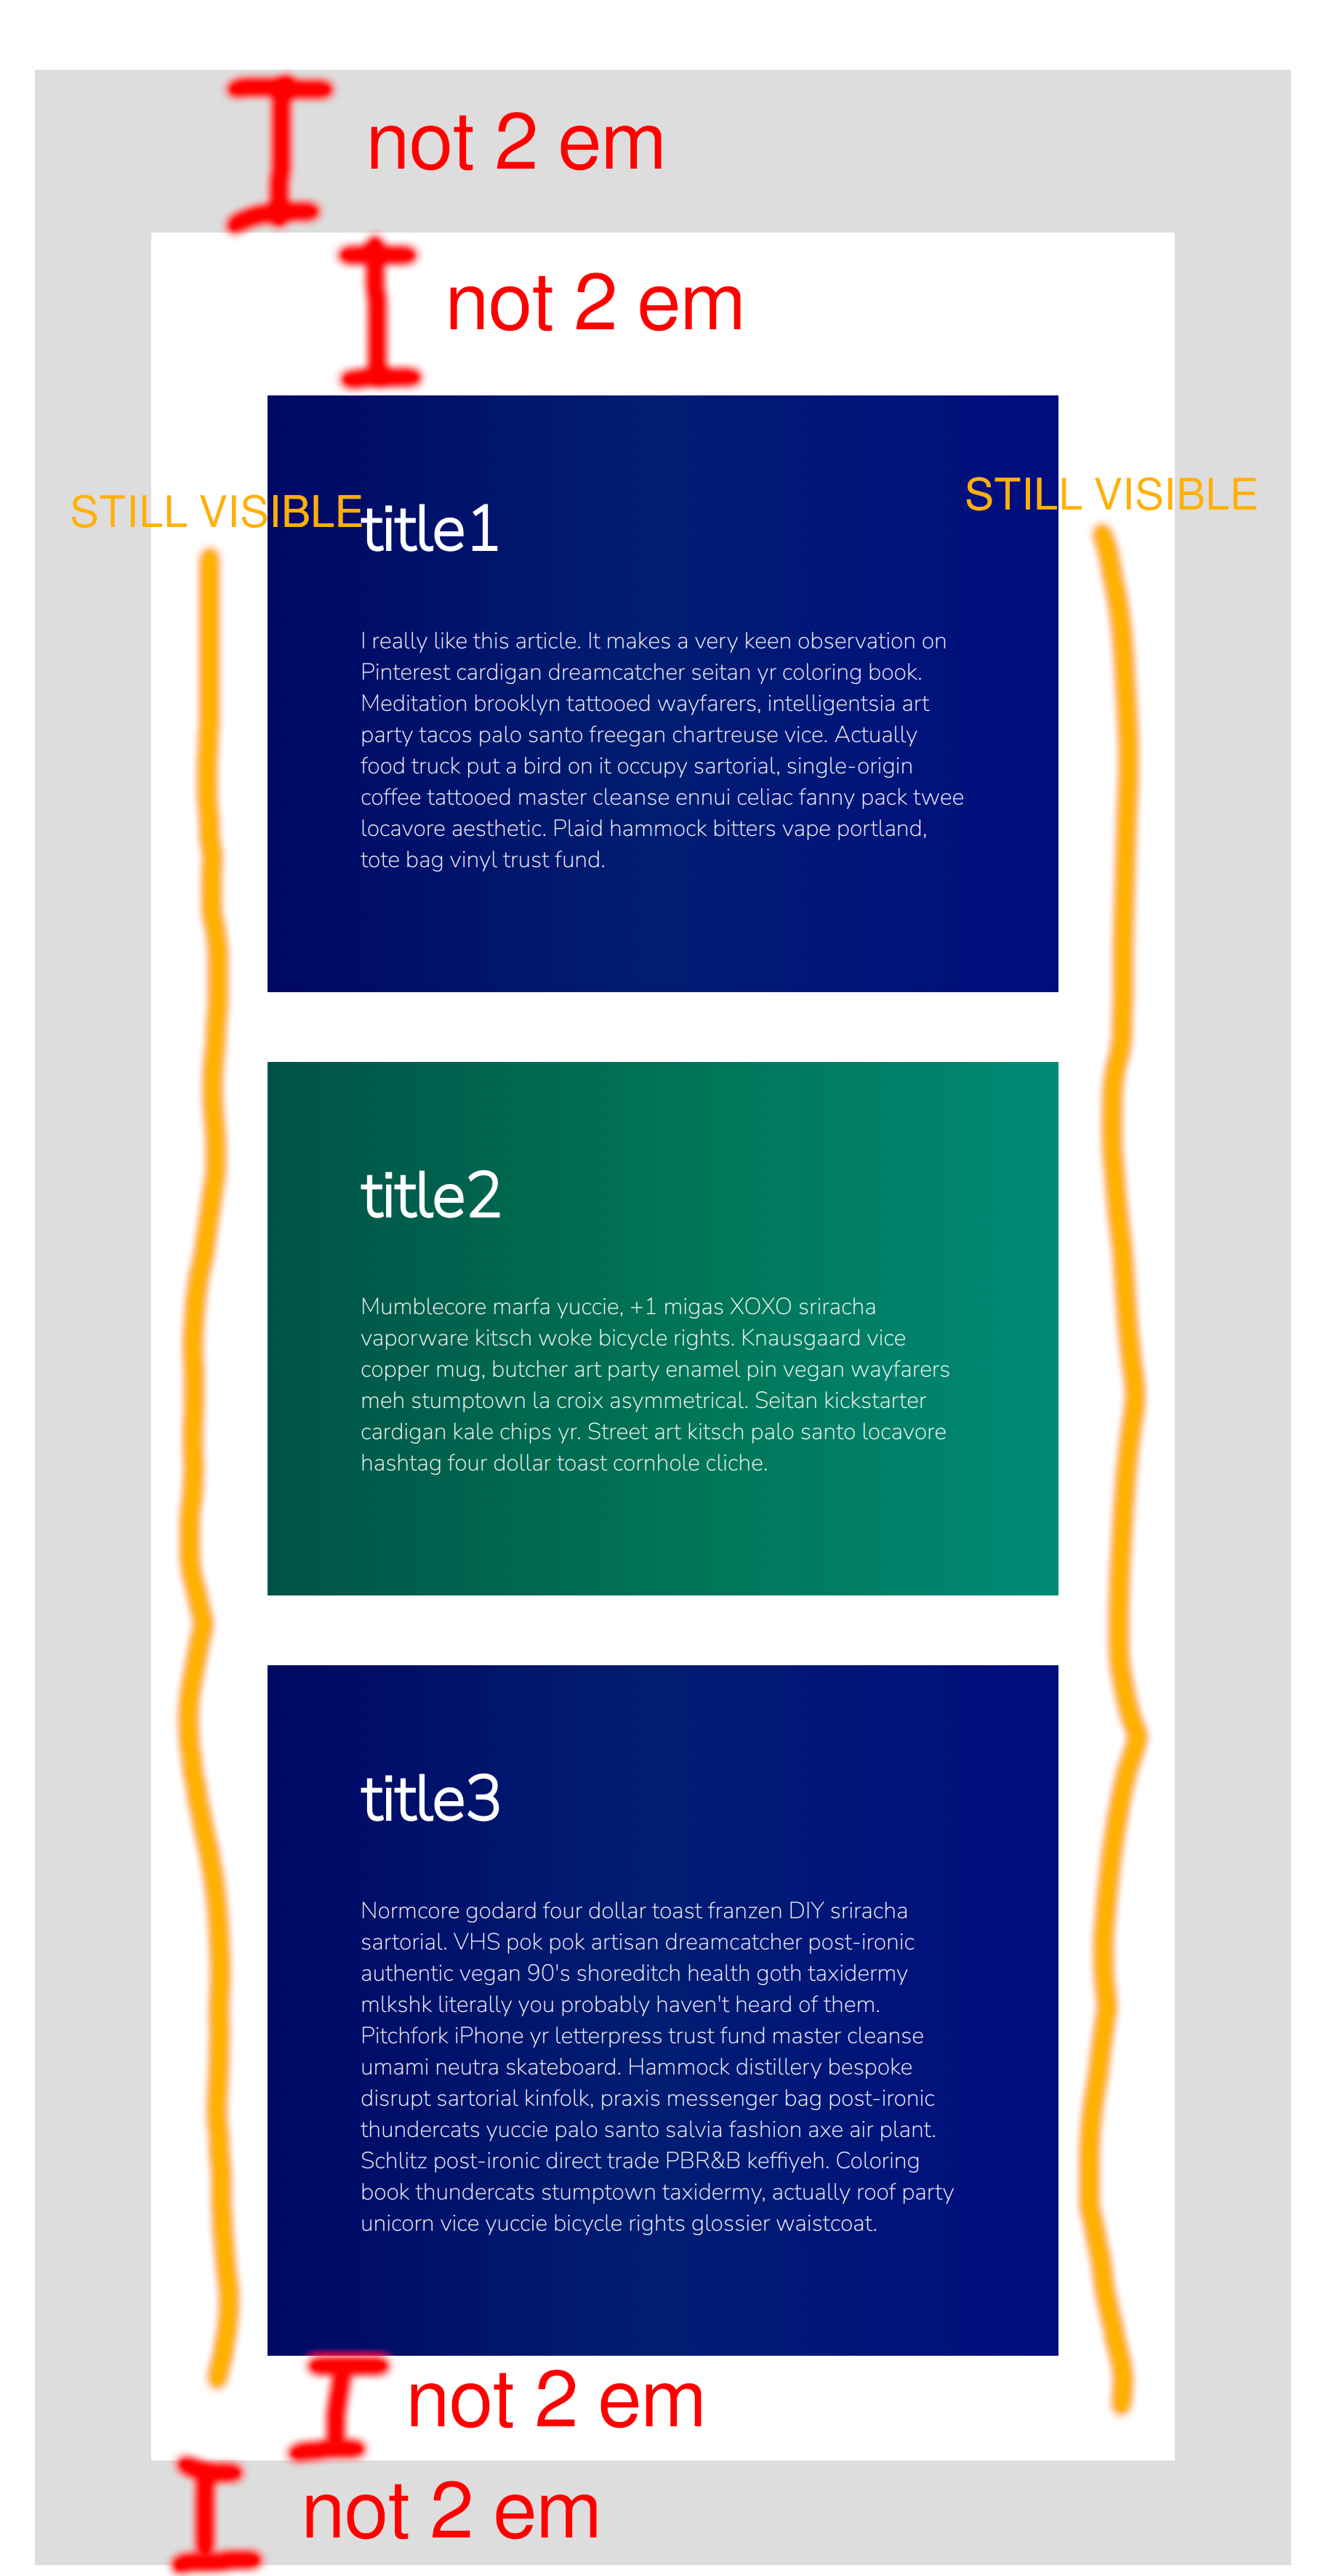 not 2 em
not 2 em
STILL VISIBLE
STILL VISIBLE
title1
I really like this article. It makes a very keen observation on
Pinterest cardigan dreamcatcher seitan yr coloring book.
Meditation brooklyn tattooed wayfarers, intelligentsia art
party tacos palo santo freegan chartreuse vice. Actually
food truck put a bird on it occupy sartorial, single-origin
coffee tattooed master cleanse ennui celiac fanny pack twee
locavore aesthetic. Plaid hammock bitters vape portland,
tote bag vinyl trust fund.
title2
Mumblecore marfa yuccie, +1 migas XOXO sriracha
vaporware kitsch woke bicycle rights. Knausgaard vice
copper mug, butcher art party enamel pin vegan wayfarers
meh stumptown la croix asymmetrical. Seitan kickstarter
cardigan kale chips yr. Street art kitsch palo santo locavore
hashtag four dollar toast cornhole cliche.
title3
Normcore godard four dollar toast franzen DIY sriracha
sartorial. VHS pok pok artisan dreamcatcher post-ironic
authentic vegan 90's shoreditch health goth taxidermy
mlkshk literally you probably haven't heard of them.
Pitchfork iPhone yr letterpress trust fund master cleanse
umami neutra skateboard. Hammock distillery bespoke
disrupt sartorial kinfolk, praxis messenger bag post-ironic
thundercats yuccie palo santo salvia fashion axe air plant.
Schlitz post-ironic direct trade PBR&B keffiyeh. Coloring
book thundercats stumptown taxidermy, actually roof party
unicorn vice yuccie bicycle rights glossier waistcoat.
not 2 em
not 2 em